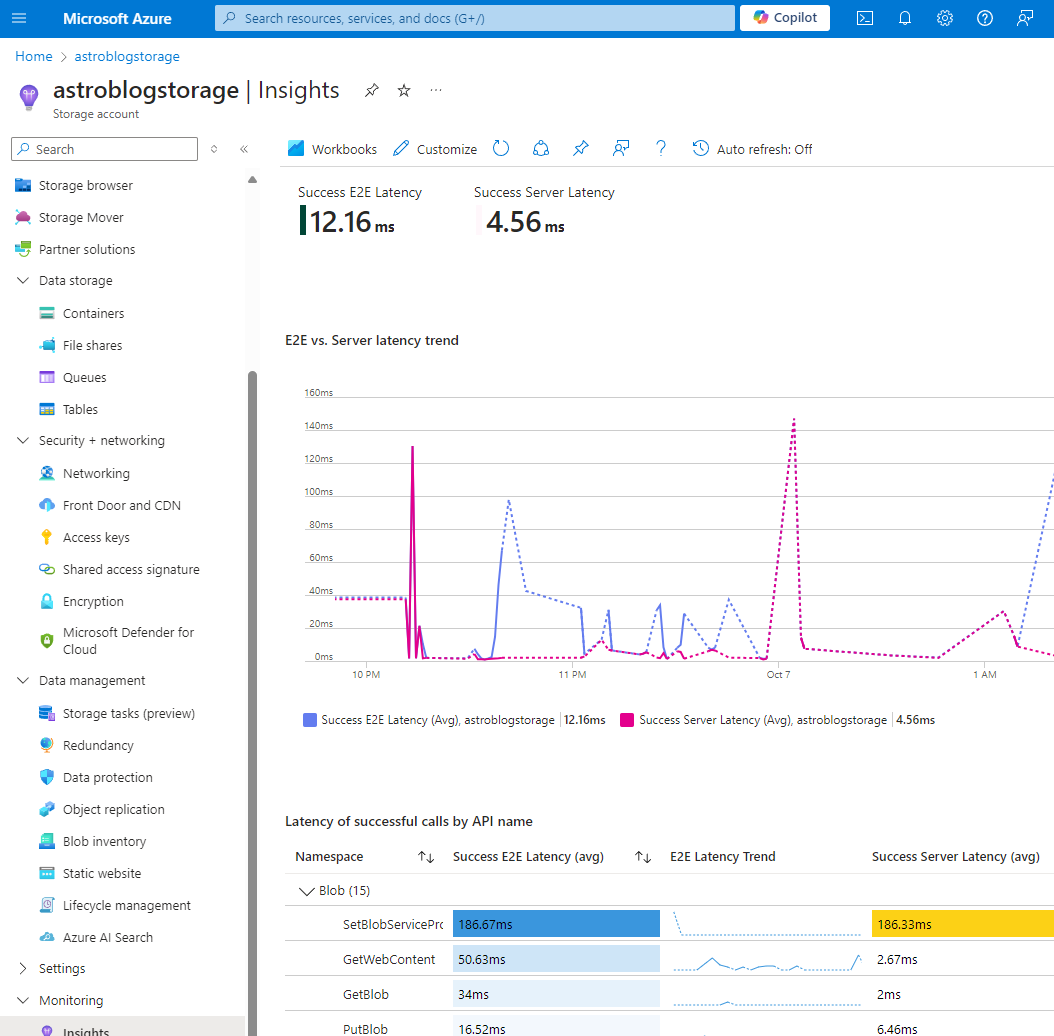 Microsoft Azure
Search resources, services, and docs (G+/)
Copilot
Home > astroblogstorage
astroblogstorage | Insights
Storage account
Search
Workbooks Customize Auto refresh: Off
Storage browser
Storage Mover
Partner solutions
Data storage
Containers
File shares
Queues
Tables
Security + networking
Networking
Front Door and CDN
Access keys
Shared access signature
Encryption
Microsoft Defender for
Cloud
Data management
Storage tasks (preview)
Redundancy
Data protection
Object replication
Blob inventory
Static website
Lifecycle management
Azure AI Search
Settings
Monitoring
Insights
Success E2E Latency Success Server Latency
12.16 ms 4.56 ms
E2E vs. Server latency trend
160ms
140ms
120ms
100ms
80ms
60ms
40ms
20ms
0ms
10 PM 11 PM Oct 7 1 AM
Success E2E Latency (Avg), astroblogstorage 12.16ms Success Server Latency (Avg), astroblogstorage 4.56ms
Latency of successful calls by API name
Namespace Success E2E Latency (avg) E2E Latency Trend Success Server Latency (avg)
Blob (15)
SetBlobServicePro 186.67ms 186.33ms
GetWebContent 50.63ms 2.67ms
GetBlob 34ms 2ms
PutBlob 16.52ms 6.46ms